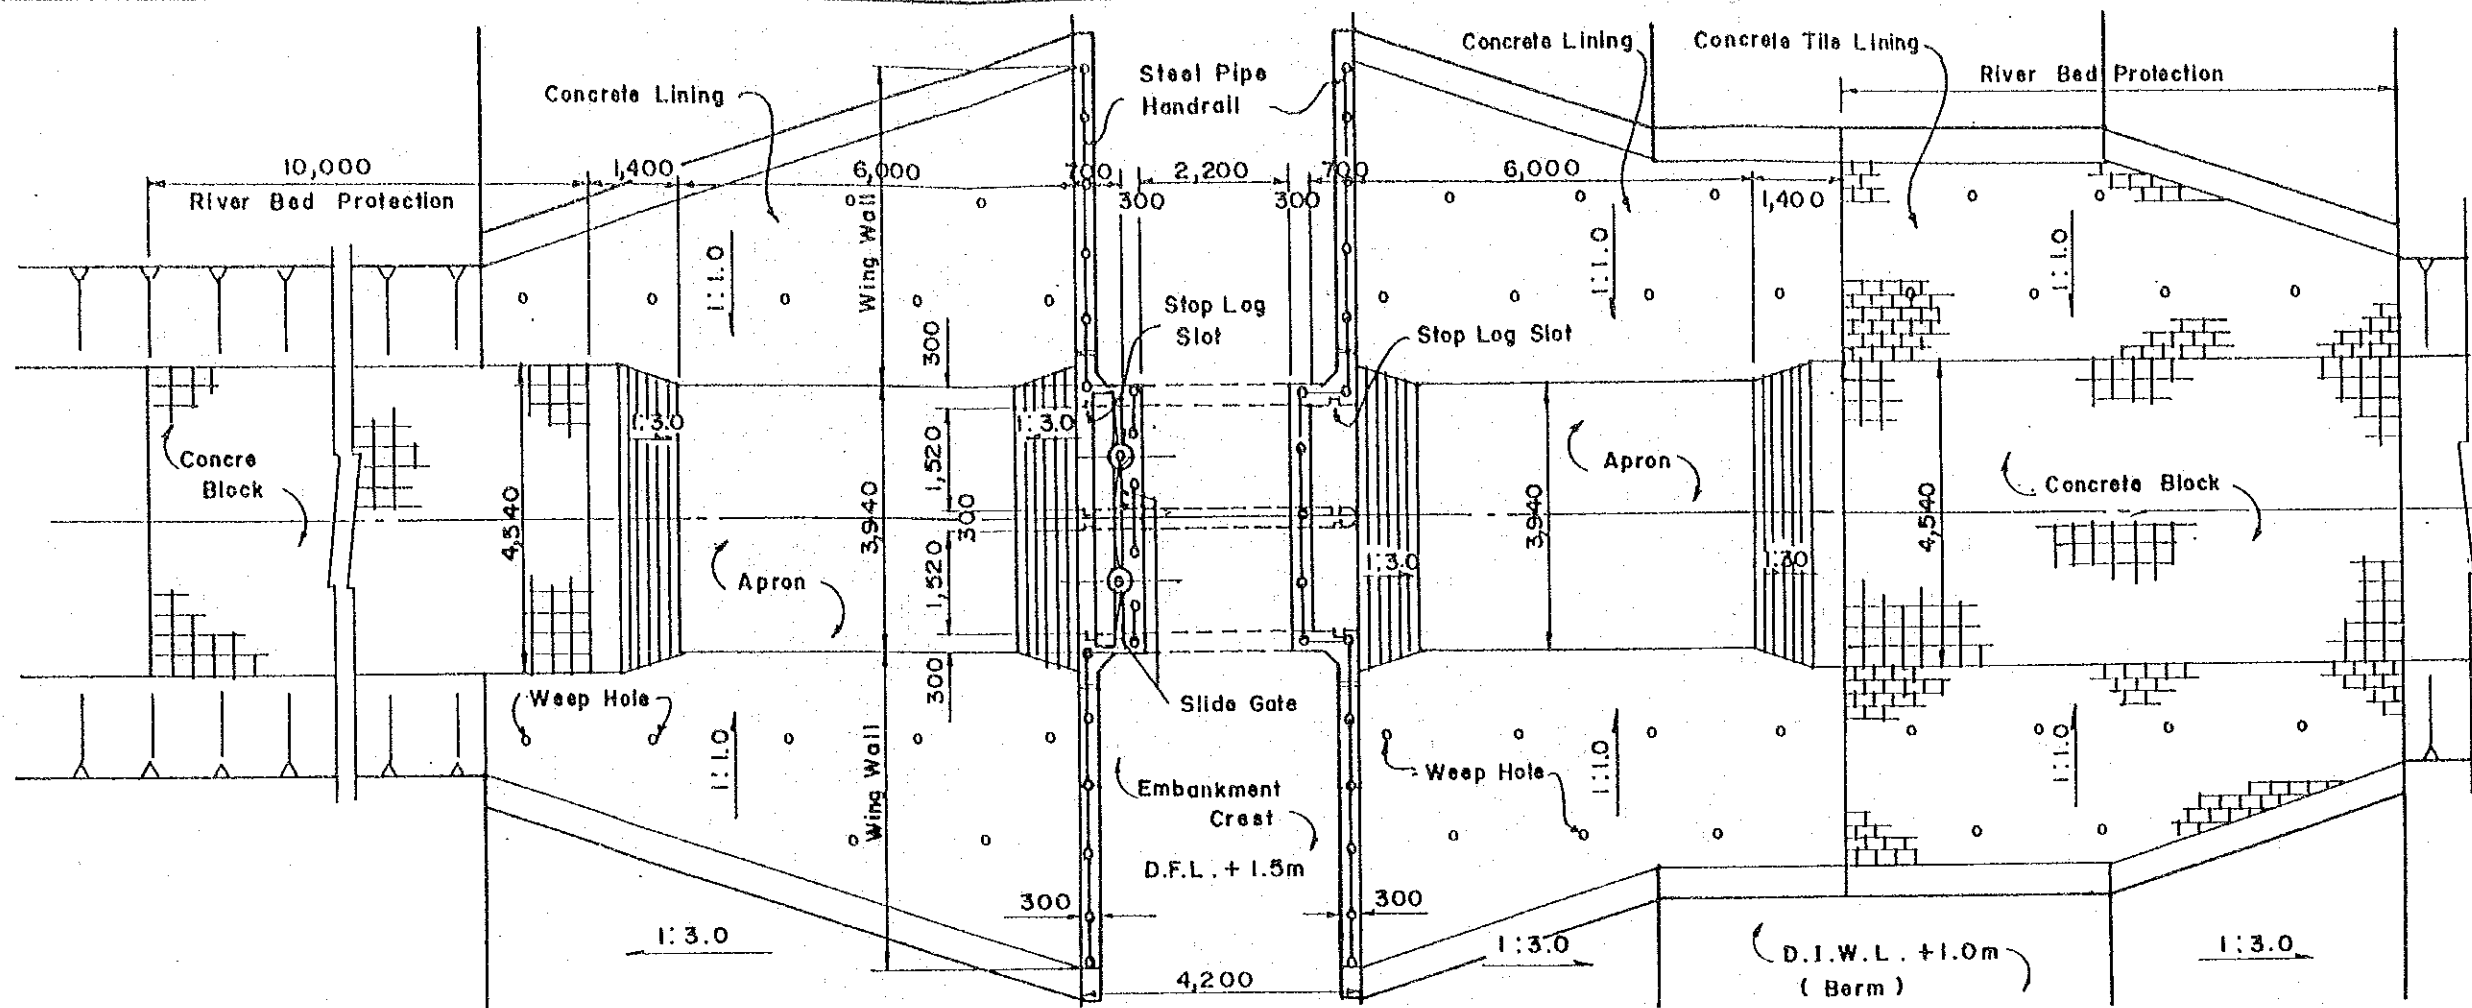 Concrete Lining
Steel Pipe
Handrail
Concrete Lining
Concrete Tile Lining
River Bed Protection
10,000
1,400
6,000
700
2,200
700
6,000
River Bed Protection
300
300
1,400
Wing Wall
1:1.0
1:1.0
1:1.0
Stop Log
Slot
Stop Log Slot
300
1:3.0
1:3.0
Concre
Block
1,520
Apron
Apron
Concrete Block
4,540
3,940
300
3,940
4,540
1:3.0
1:30
1,520
Apron
Weep Hole
300
Slide Gate
1:1.0
Wing Wall
1:1.0
1:1.0
Weep Hole
Embankment
Crest
D.F.L. + 1.5m
300
300
1:3.0
1:3.0
D.I.W.L. +1.0m
( Berm )
1:3.0
4,200